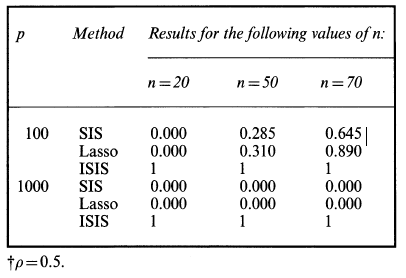 p Method Results for the following values of n:
n=20 n=50 n=70
100 SIS 0.000 0.285 0.645
Lasso 0.000 0.310 0.890
ISIS 1 1 1
1000 SIS 0.000 0.000 0.000
Lasso 0.000 0.000 0.000
ISIS 1 1 1
†ρ=0.5.